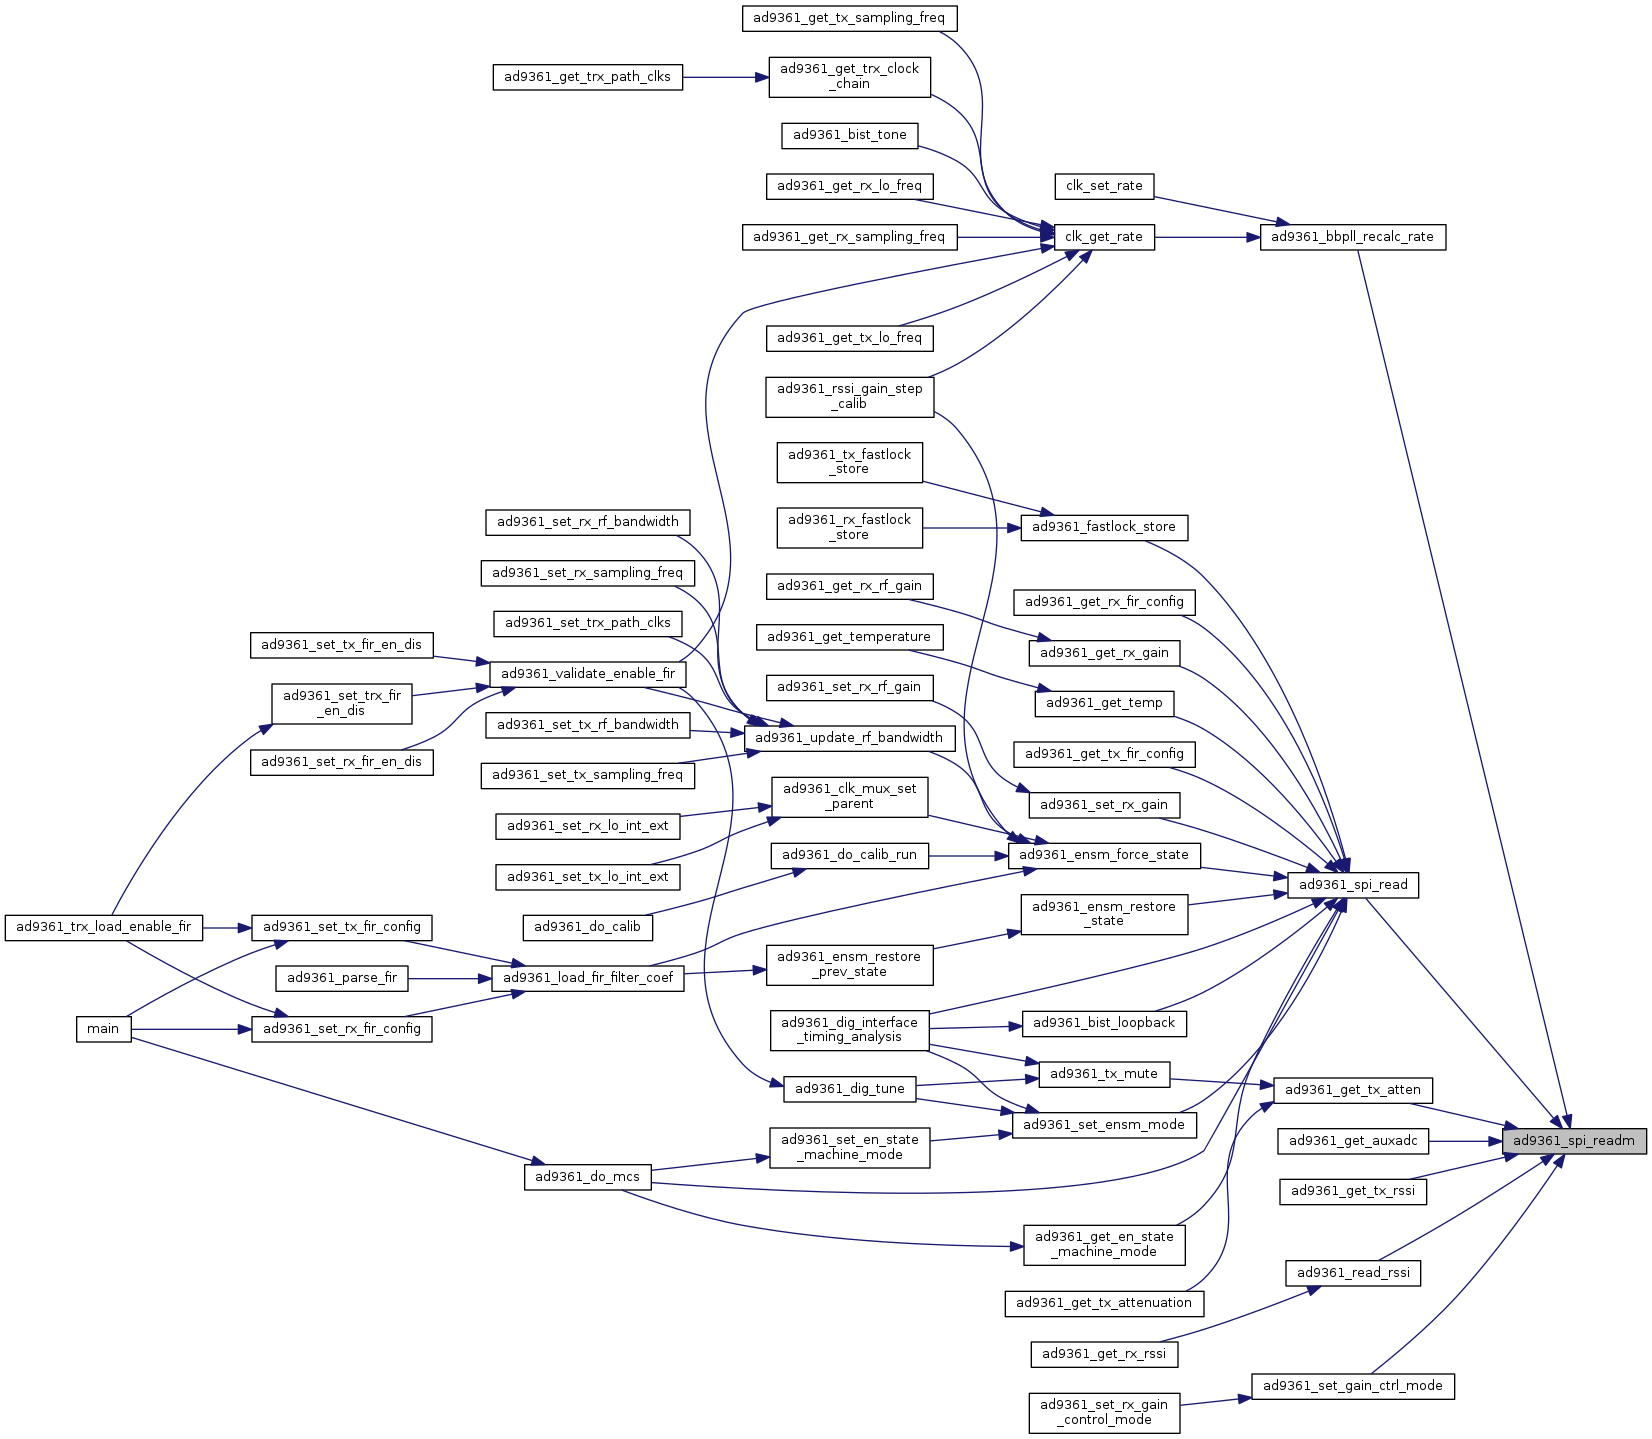 ad9361_get_tx_sampling_freq
ad9361_get_trx_clock
_chain
ad9361_get_trx_path_clks
ad9361_bist_tone
ad9361_get_rx_lo_freq
clk_set_rate
ad9361_get_rx_sampling_freq
clk_get_rate
ad9361_bbpll_recalc_rate
ad9361_get_tx_lo_freq
ad9361_rssi_gain_step
_calib
ad9361_tx_fastlock
_store
ad9361_set_rx_rf_bandwidth
ad9361_rx_fastlock
_store
ad9361_fastlock_store
ad9361_set_rx_sampling_freq
ad9361_get_rx_rf_gain
ad9361_get_rx_fir_config
ad9361_set_trx_path_clks
ad9361_get_temperature
ad9361_set_tx_fir_en_dis
ad9361_get_rx_gain
ad9361_validate_enable_fir
ad9361_set_rx_rf_gain
ad9361_set_trx_fir
_en_dis
ad9361_get_temp
ad9361_set_tx_rf_bandwidth
ad9361_update_rf_bandwidth
ad9361_get_tx_fir_config
ad9361_set_rx_fir_en_dis
ad9361_set_tx_sampling_freq
ad9361_clk_mux_set
_parent
ad9361_set_rx_gain
ad9361_set_rx_lo_int_ext
ad9361_do_calib_run
ad9361_ensm_force_state
ad9361_set_tx_lo_int_ext
ad9361_spi_read
ad9361_ensm_restore
_state
ad9361_trx_load_enable_fir
ad9361_set_tx_fir_config
ad9361_do_calib
ad9361_ensm_restore
_prev_state
ad9361_parse_fir
ad9361_load_fir_filter_coef
main
ad9361_set_rx_fir_config
ad9361_dig_interface
_timing_analysis
ad9361_bist_loopback
ad9361_tx_mute
ad9361_dig_tune
ad9361_get_tx_atten
ad9361_set_ensm_mode
ad9361_set_en_state
_machine_mode
ad9361_get_auxadc
ad9361_spi_readm
ad9361_do_mcs
ad9361_get_tx_rssi
ad9361_get_en_state
_machine_mode
ad9361_read_rssi
ad9361_get_tx_attenuation
ad9361_get_rx_rssi
ad9361_set_gain_ctrl_mode
ad9361_set_rx_gain
_control_mode